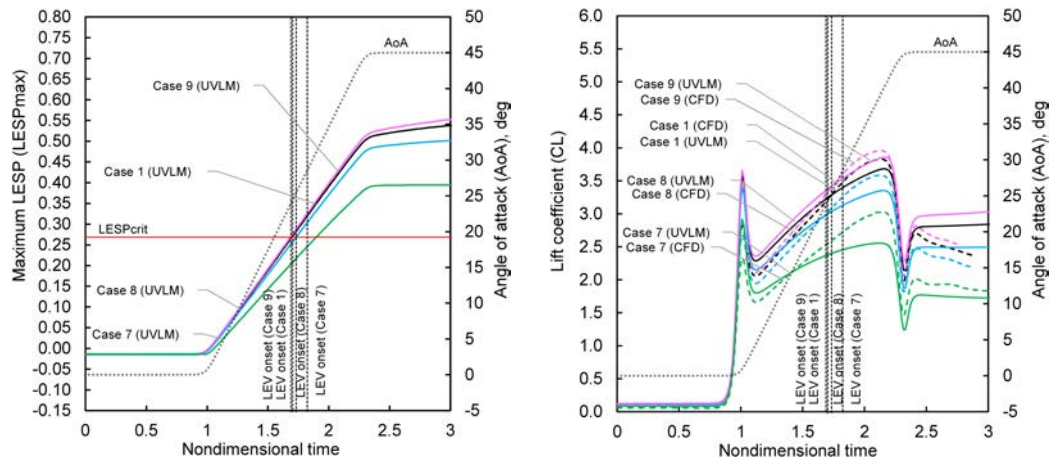 Maximum LESP (LESPmax)
0.80
0.75
0.70
0.65
0.60
0.55
0.50
0.45
0.40
0.35
0.30
0.25
0.20
0.15
0.10
0.05
0.00
-0.05
-0.10
-0.15
AoA
Case 9 (UVLM)
Case 1 (UVLM)
LESPcrit
Case 8 (UVLM)
Case 7 (UVLM)
LEV onset (Case 9)
LEV onset (Case 1)
LEV onset (Case 8)
LEV onset (Case 7)
50
45
40
35
30
25
20
15
10
5
0
-5
Angle of attack (AoA), deg
0 0.5 1 1.5 2 2.5 3
Nondimensional time
Lift coefficient (CL)
6.0
5.5
5.0
4.5
4.0
3.5
3.0
2.5
2.0
1.5
1.0
0.5
0.0
AoA
Case 9 (UVLM)
Case 9 (CFD)
Case 1 (CFD)
Case 1 (UVLM)
Case 8 (UVLM)
Case 8 (CFD)
Case 7 (UVLM)
Case 7 (CFD)
LEV onset (Case 9)
LEV onset (Case 1)
LEV onset (Case 8)
LEV onset (Case 7)
50
45
40
35
30
25
20
15
10
5
0
-5
Angle of attack (AoA), deg
0 0.5 1 1.5 2 2.5 3
Nondimensional time